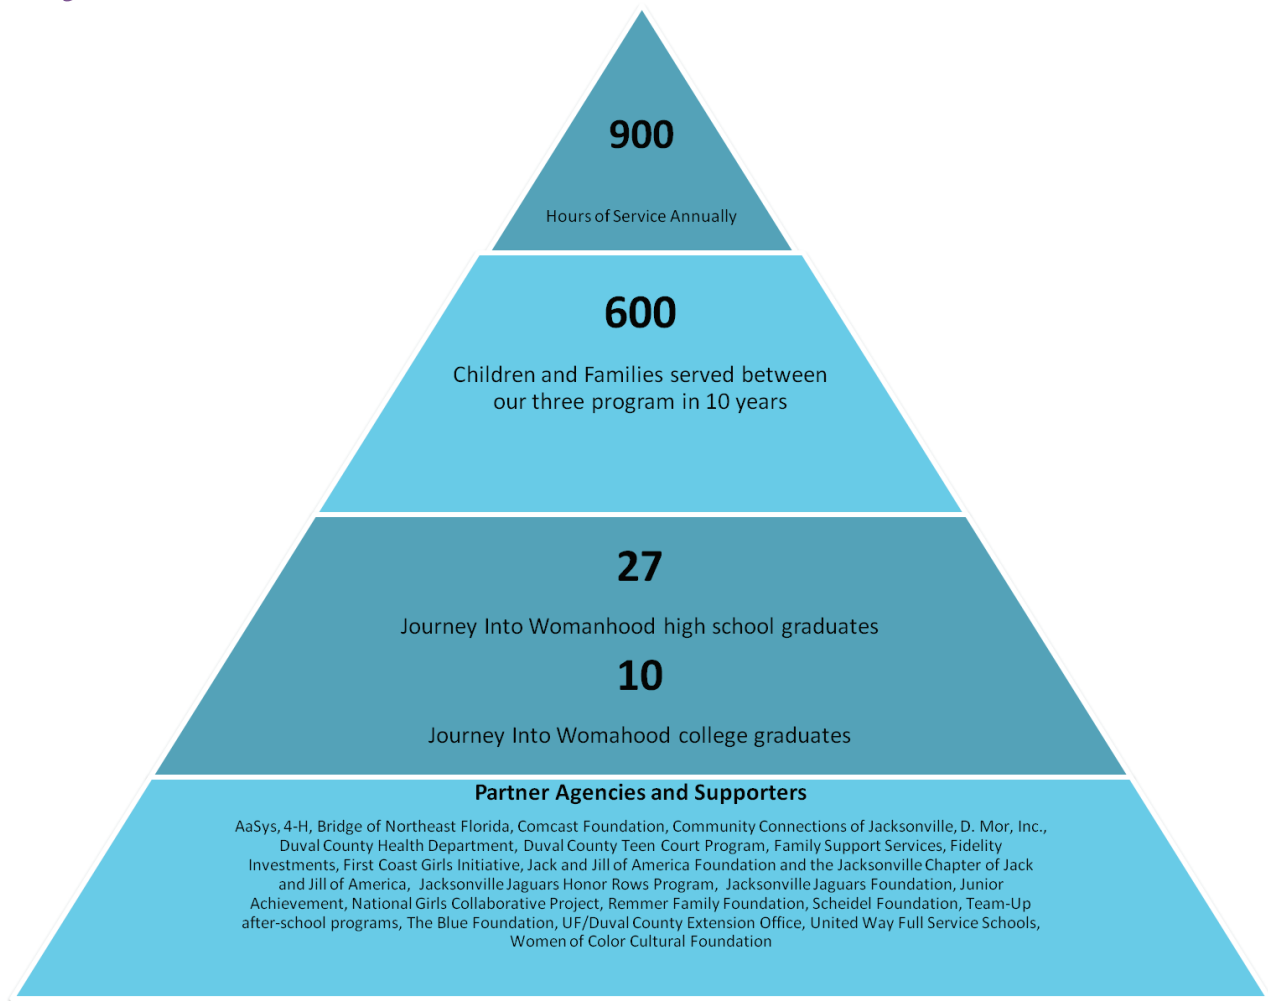 900
Hours of Service Annually
600
Children and Families served between
our three program in 10 years
27
Journey Into Womanhood high school graduates
10
Journey Into Womahood college graduates
Partner Agencies and Supporters
AaSys, 4-H, Bridge of Northeast Florida, Comcast Foundation, Community Connections of Jacksonville, D. Mor, Inc.,
Duval County Health Department, Duval County Teen Court Program, Family Support Services, Fidelity
Investments, First Coast Girls Initiative, Jack and Jill of America Foundation and the Jacksonville Chapter of Jack
and Jill of America, Jacksonville Jaguars Honor Rows Program, Jacksonville Jaguars Foundation, Junior
Achievement, National Girls Collaborative Project, Remmer Family Foundation, Scheidel Foundation, Team-Up
after-school programs, The Blue Foundation, UF/Duval County Extension Office, United Way Full Service Schools,
Women of Color Cultural Foundation